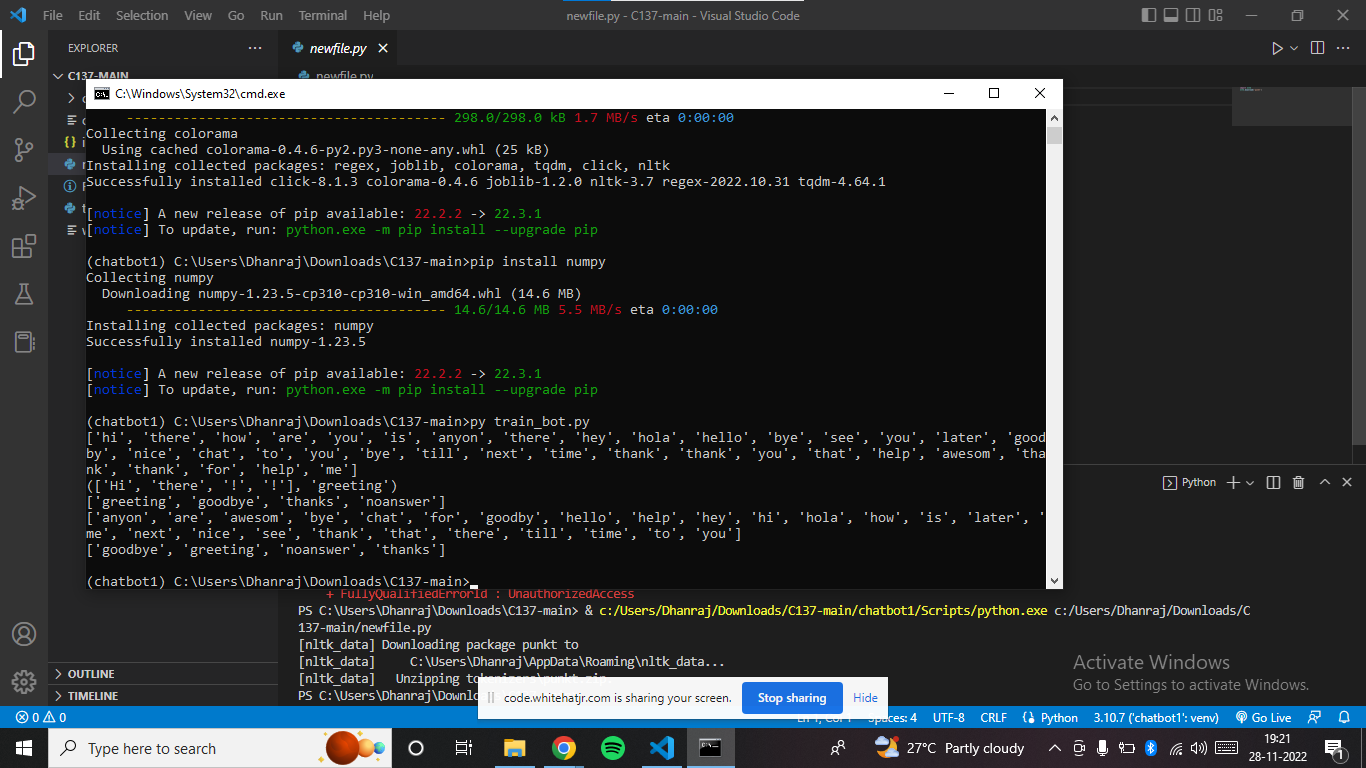 File Edit Selection View Go Run Terminal Help
newfile.py - C137-main - Visual Studio Code
EXPLORER
newfile.py
C137-MAIN
newfile.py
C:\Windows\System32\cmd.exe
---------------------------------------- 298.0/298.0 kB 1.7 MB/s eta 0:00:00
Collecting colorama
Using cached colorama-0.4.6-py2.py3-none-any.whl (25 kB)
Installing collected packages: regex, joblib, colorama, tqdm, click, nltk
Successfully installed click-8.1.3 colorama-0.4.6 joblib-1.2.0 nltk-3.7 regex-2022.10.31 tqdm-4.64.1
[notice] A new release of pip available: 22.2.2 -> 22.3.1
[notice] To update, run: python.exe -m pip install --upgrade pip
(chatbot1) C:\Users\Dhanraj\Downloads\C137-main>pip install numpy
Collecting numpy
Downloading numpy-1.23.5-cp310-cp310-win_amd64.whl (14.6 MB)
---------------------------------------- 14.6/14.6 MB 5.5 MB/s eta 0:00:00
Installing collected packages: numpy
Successfully installed numpy-1.23.5
[notice] A new release of pip available: 22.2.2 -> 22.3.1
[notice] To update, run: python.exe -m pip install --upgrade pip
(chatbot1) C:\Users\Dhanraj\Downloads\C137-main>py train_bot.py
['hi', 'there', 'how', 'are', 'you', 'is', 'anyon', 'there', 'hey', 'hola', 'hello', 'bye', 'see', 'you', 'later', 'good
by', 'nice', 'chat', 'to', 'you', 'bye', 'till', 'next', 'time', 'thank', 'thank', 'you', 'that', 'help', 'awesom', 'tha
nk', 'thank', 'for', 'help', 'me']
(['Hi', 'there', '!', '!'], 'greeting')
['greeting', 'goodbye', 'thanks', 'noanswer']
['anyon', 'are', 'awesom', 'bye', 'chat', 'for', 'goodby', 'hello', 'help', 'hey', 'hi', 'hola', 'how', 'is', 'later', '
me', 'next', 'nice', 'see', 'thank', 'that', 'there', 'till', 'time', 'to', 'you']
['goodbye', 'greeting', 'noanswer', 'thanks']
(chatbot1) C:\Users\Dhanraj\Downloads\C137-main>
Python
+ FullyQualifiedErrorId : UnauthorizedAccess
PS C:\Users\Dhanraj\Downloads\C137-main> & c:/Users/Dhanraj/Downloads/C137-main/chatbot1/Scripts/python.exe c:/Users/Dhanraj/Downloads/C
137-main/newfile.py
[nltk_data] Downloading package punkt to
[nltk_data]     C:\Users\Dhanraj\AppData\Roaming\nltk_data...
[nltk_data]   Unzipping tokenizers\punkt.zip.
PS C:\Users\Dhanraj\Downlo
OUTLINE
TIMELINE
Activate Windows
Go to Settings to activate Windows.
code.whitehatjr.com is sharing your screen. Stop sharing Hide
0 0
Spaces: 4 UTF-8 CRLF Python 3.10.7 ('chatbot1': venv) Go Live
Type here to search
27°C Partly cloudy
19:21
28-11-2022
1